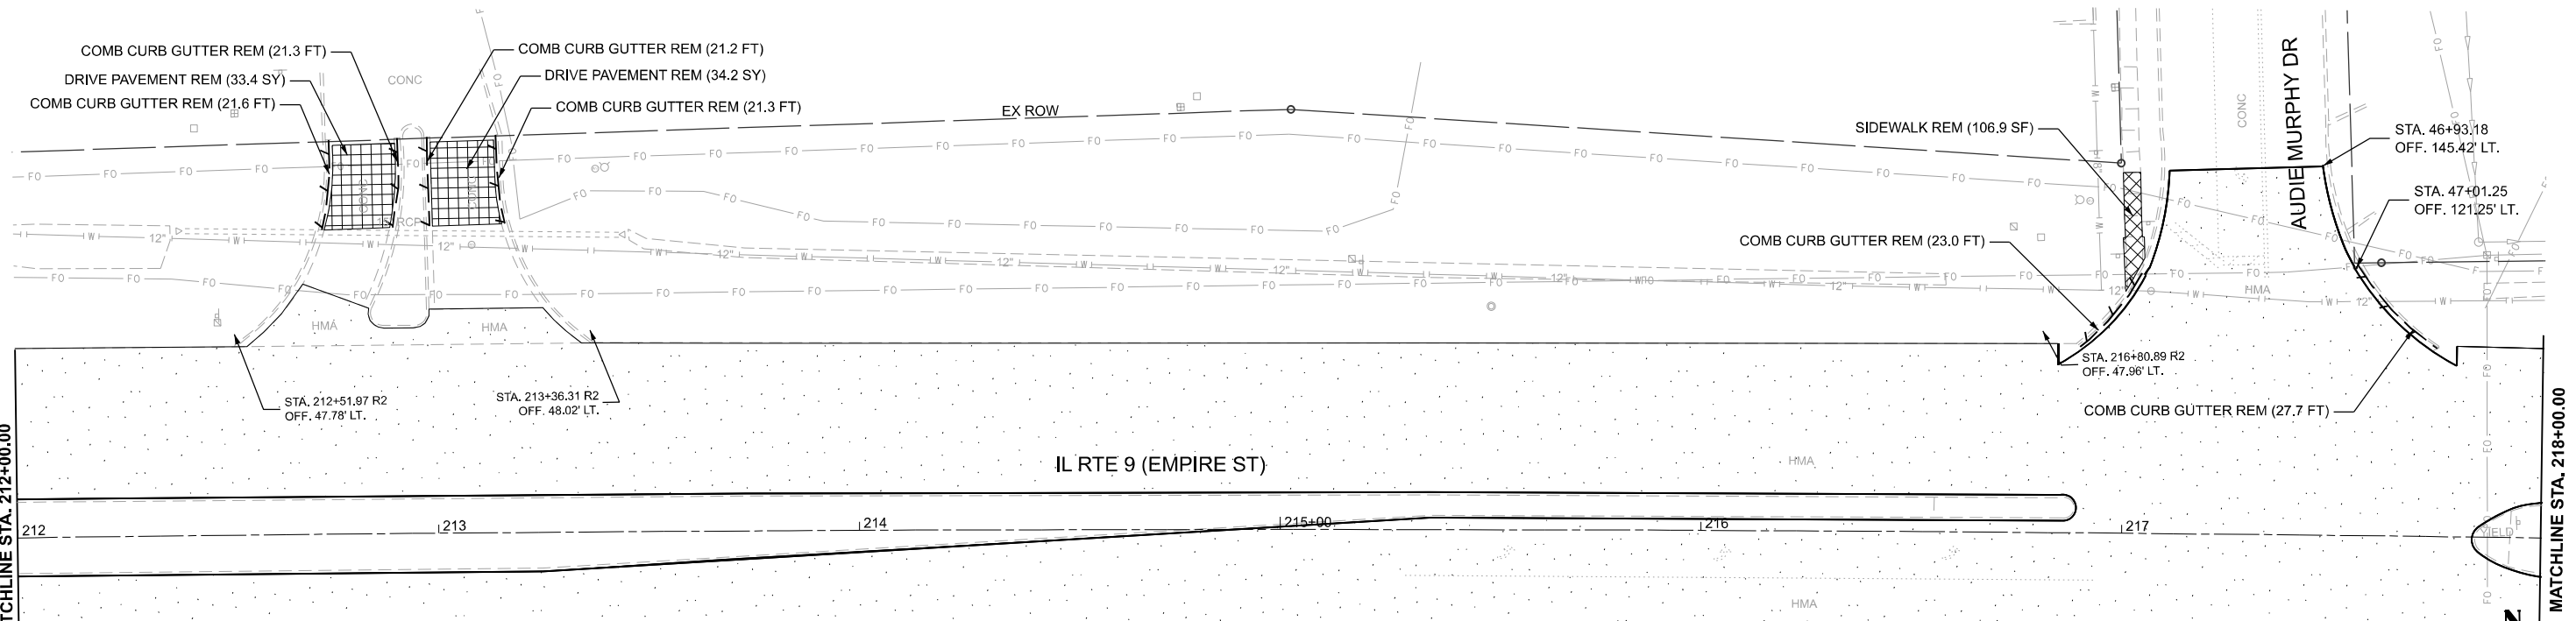 COMB CURB GUTTER REM (21.3 FT)
DRIVE PAVEMENT REM (33.4 SY)
COMB CURB GUTTER REM (21.6 FT)
COMB CURB GUTTER REM (21.2 FT)
DRIVE PAVEMENT REM (34.2 SY)
COMB CURB GUTTER REM (21.3 FT)
CONC
CONC
CONC
EX ROW
SIDEWALK REM (106.9 SF)
COMB CURB GUTTER REM (23.0 FT)
CONC
AUDIE MURPHY DR
STA. 46+93.18
OFF. 145.42' LT.
STA. 47+01.25
OFF. 121.25' LT.
HMA
HMA
HMA
STA. 212+51.97 R2
OFF. 47.78' LT.
STA. 213+36.31 R2
OFF. 48.02' LT.
STA. 216+80.89 R2
OFF. 47.96' LT.
COMB CURB GUTTER REM (27.7 FT)
IL RTE 9 (EMPIRE ST)
HMA
212
213
214
215+00
216
217
YIELD
HMA
TCHLINE STA. 212+00.00
MATCHLINE STA. 218+00.00
N